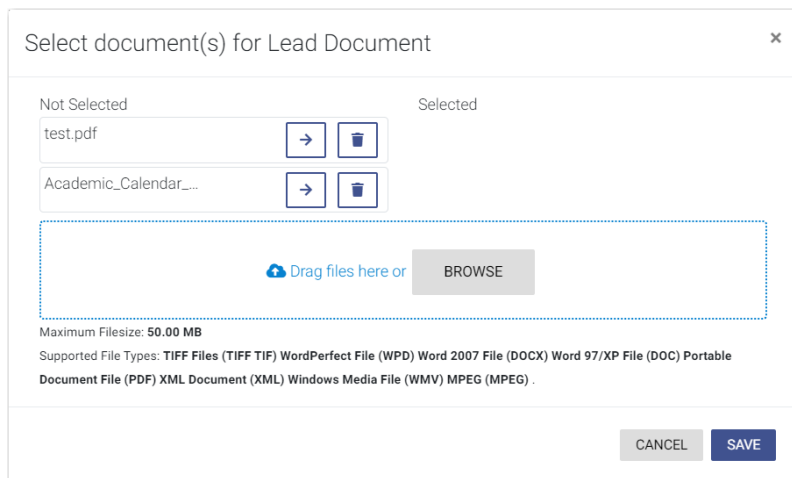 Select document(s) for Lead Document
×
Not Selected
Selected
test.pdf
Academic_Calendar_...
Drag files here or BROWSE
Maximum Filesize: 50.00 MB
Supported File Types: TIFF Files (TIFF TIF) WordPerfect File (WPD) Word 2007 File (DOCX) Word 97/XP File (DOC) Portable
Document File (PDF) XML Document (XML) Windows Media File (WMV) MPEG (MPEG) .
CANCEL SAVE